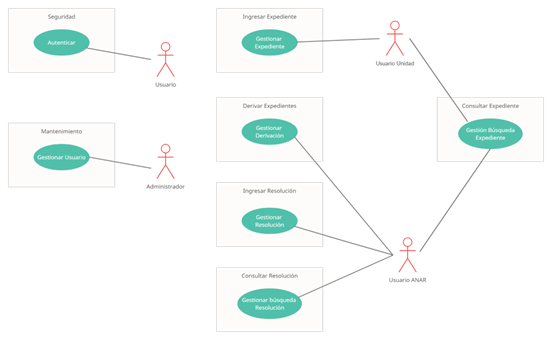 Seguridad
Autenticar
Usuario
Mantenimiento
Gestionar Usuario
Administrador
Ingresar Expediente
Gestionar
Expediente
Usuario Unidad
Derivar Expedientes
Gestionar
Derivación
Consultar Expediente
Gestión Búsqueda
Expediente
Ingresar Resolución
Gestionar
Resolución
Usuario ANAR
Consultar Resolución
Gestionar búsqueda
Resolución